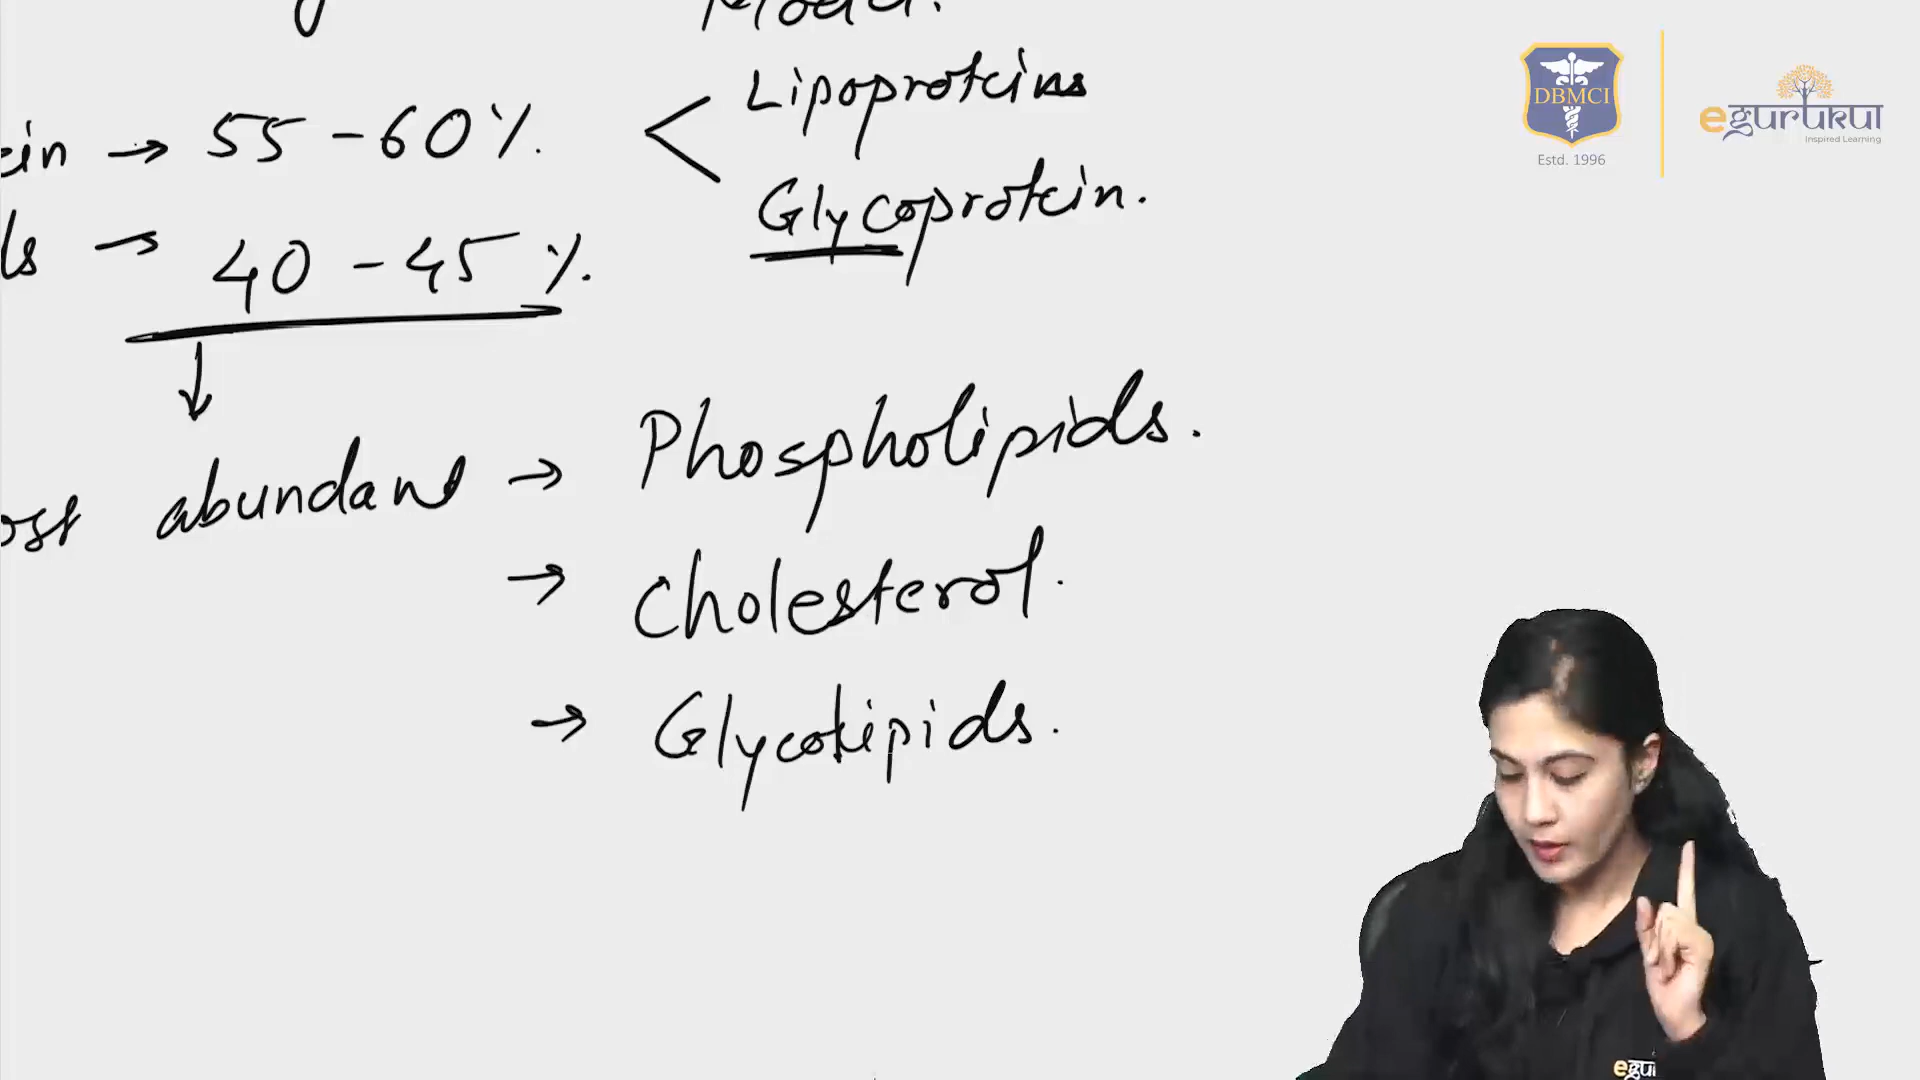 Model.
ein → 55 - 60%. < Lipoproteins
Glycoprotein.
ls → 40 - 45 %.
ost abundant → Phospholipids.
→ Cholesterol.
→ Glycolipids.
DBMCI
Estd. 1996
egurukul
Inspired Learning
egu